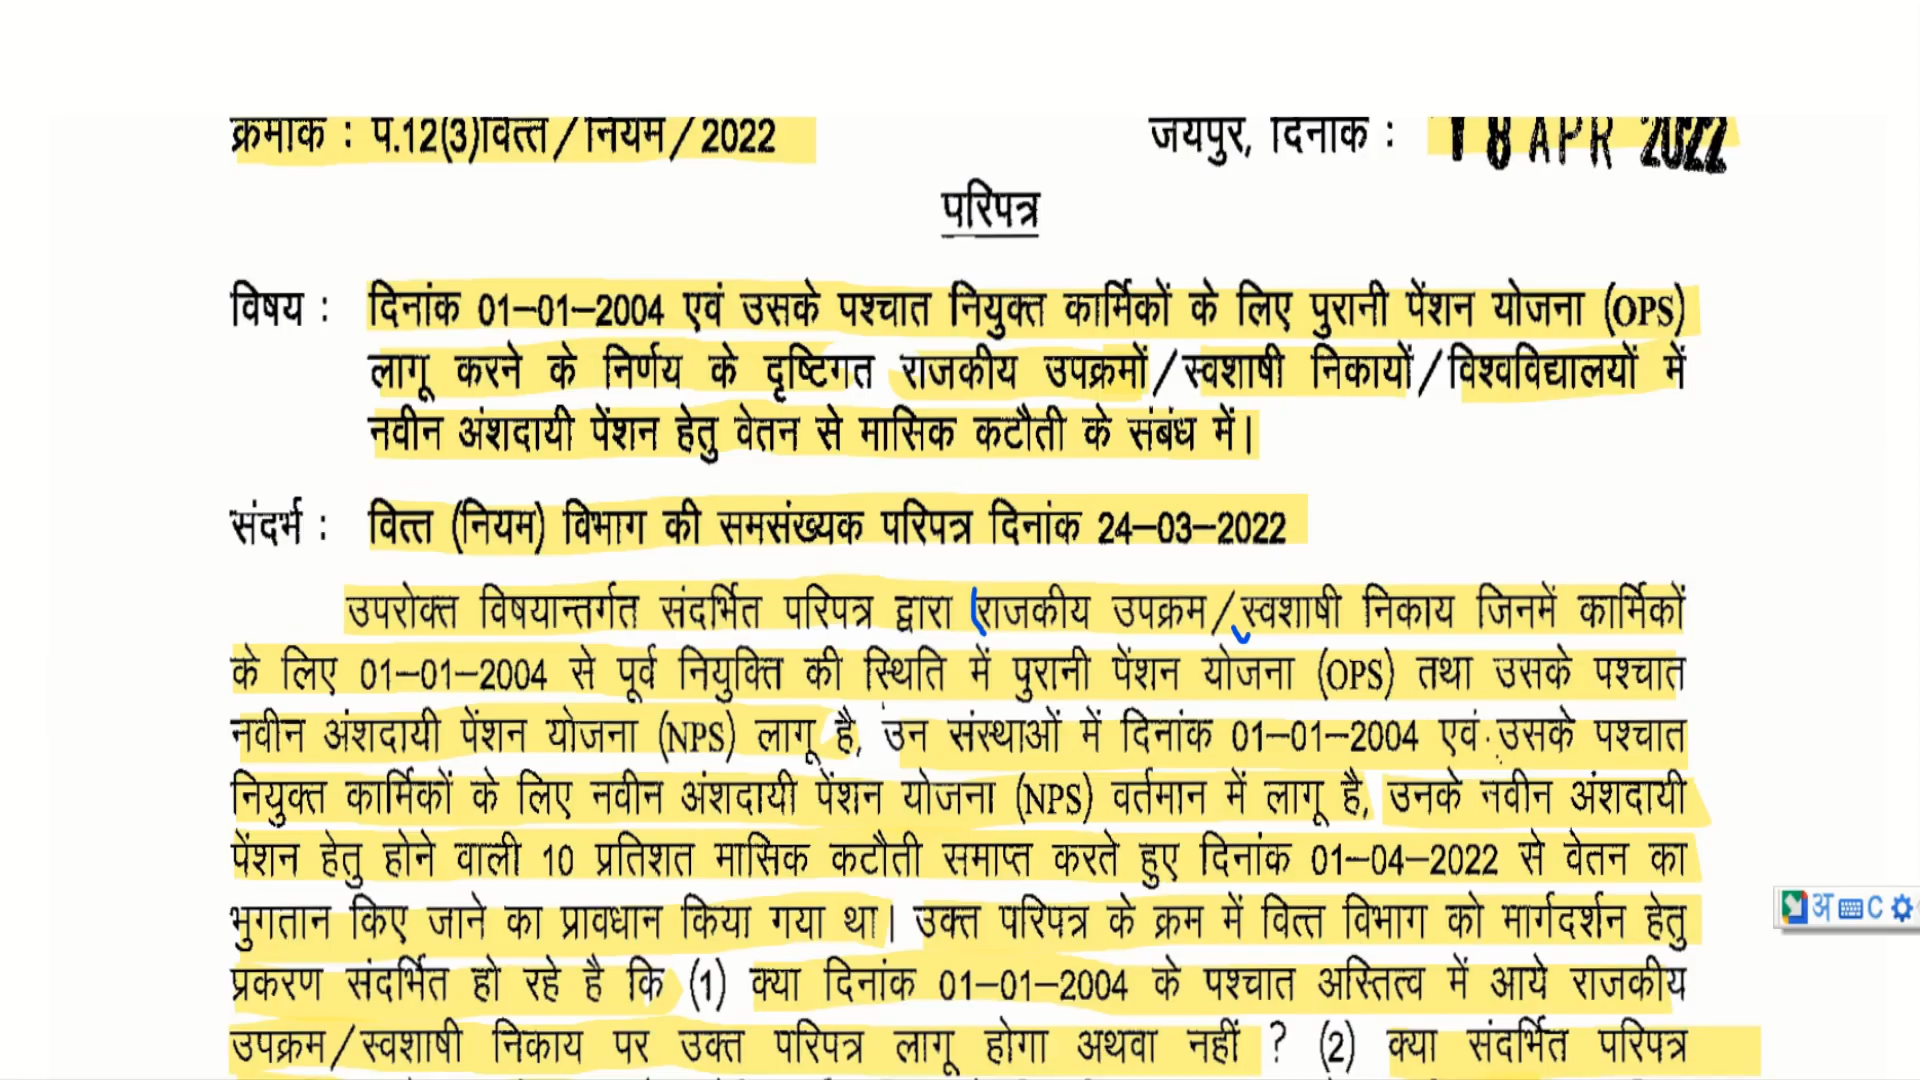 क्रमांक : प.12(3)वित्त/नियम/2022 जयपुर, दिनांक : 18 APR 2022
परिपत्र
विषय : दिनांक 01–01–2004 एवं उसके पश्चात नियुक्त कार्मिकों के लिए पुरानी पेंशन योजना (OPS)
लागू करने के निर्णय के दृष्टिगत राजकीय उपक्रमों/स्वशाषी निकायों/विश्वविद्यालयों में
नवीन अंशदायी पेंशन हेतु वेतन से मासिक कटौती के संबंध में।
संदर्भ : वित्त (नियम) विभाग की समसंख्यक परिपत्र दिनांक 24–03–2022
उपरोक्त विषयान्तर्गत संदर्भित परिपत्र द्वारा राजकीय उपक्रम/स्वशाषी निकाय जिनमें कार्मिकों
के लिए 01–01–2004 से पूर्व नियुक्ति की स्थिति में पुरानी पेंशन योजना (OPS) तथा उसके पश्चात
नवीन अंशदायी पेंशन योजना (NPS) लागू है, उन संस्थाओं में दिनांक 01–01–2004 एवं उसके पश्चात
नियुक्त कार्मिकों के लिए नवीन अंशदायी पेंशन योजना (NPS) वर्तमान में लागू है, उनके नवीन अंशदायी
पेंशन हेतु होने वाली 10 प्रतिशत मासिक कटौती समाप्त करते हुए दिनांक 01–04–2022 से वेतन का
भुगतान किए जाने का प्रावधान किया गया था। उक्त परिपत्र के क्रम में वित्त विभाग को मार्गदर्शन हेतु
प्रकरण संदर्भित हो रहे है कि (1) क्या दिनांक 01–01–2004 के पश्चात अस्तित्व में आये राजकीय
उपक्रम/स्वशाषी निकाय पर उक्त परिपत्र लागू होगा अथवा नहीं ? (2) क्या संदर्भित परिपत्र
अ C